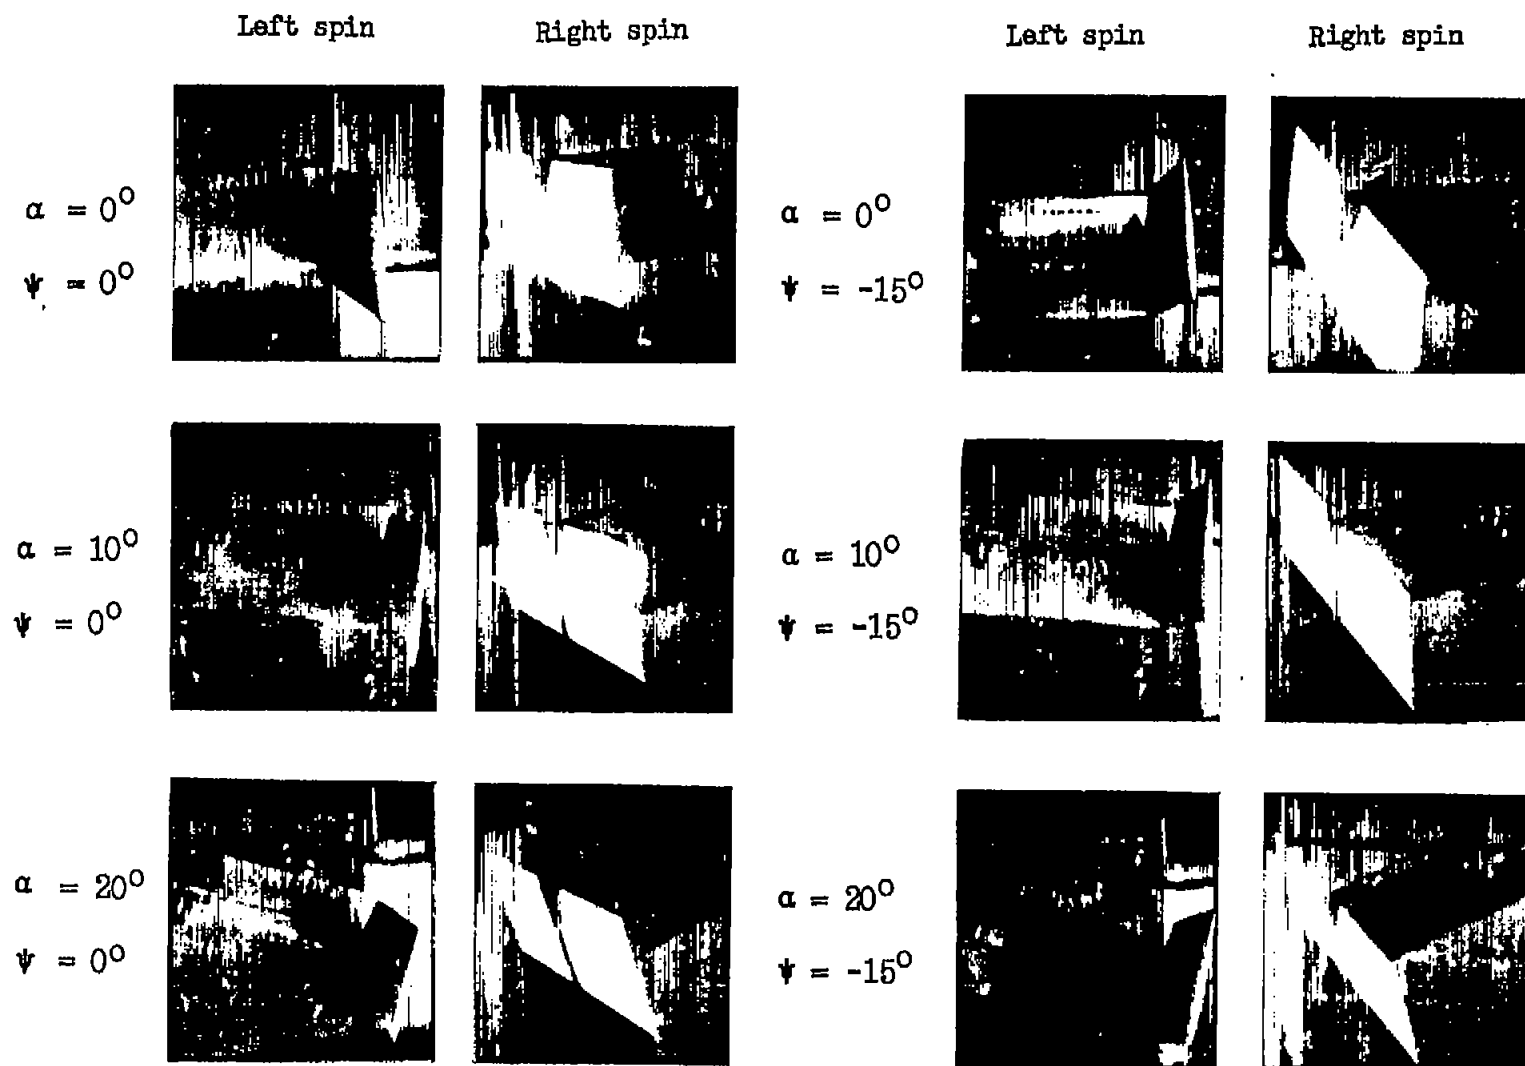 Left spin Right spin Left spin Right spin
α = 0° α = 0°
ψ = 0° ψ = -15°
α = 10° α = 10°
ψ = 0° ψ = -15°
α = 20° α = 20°
ψ = 0° ψ = -15°